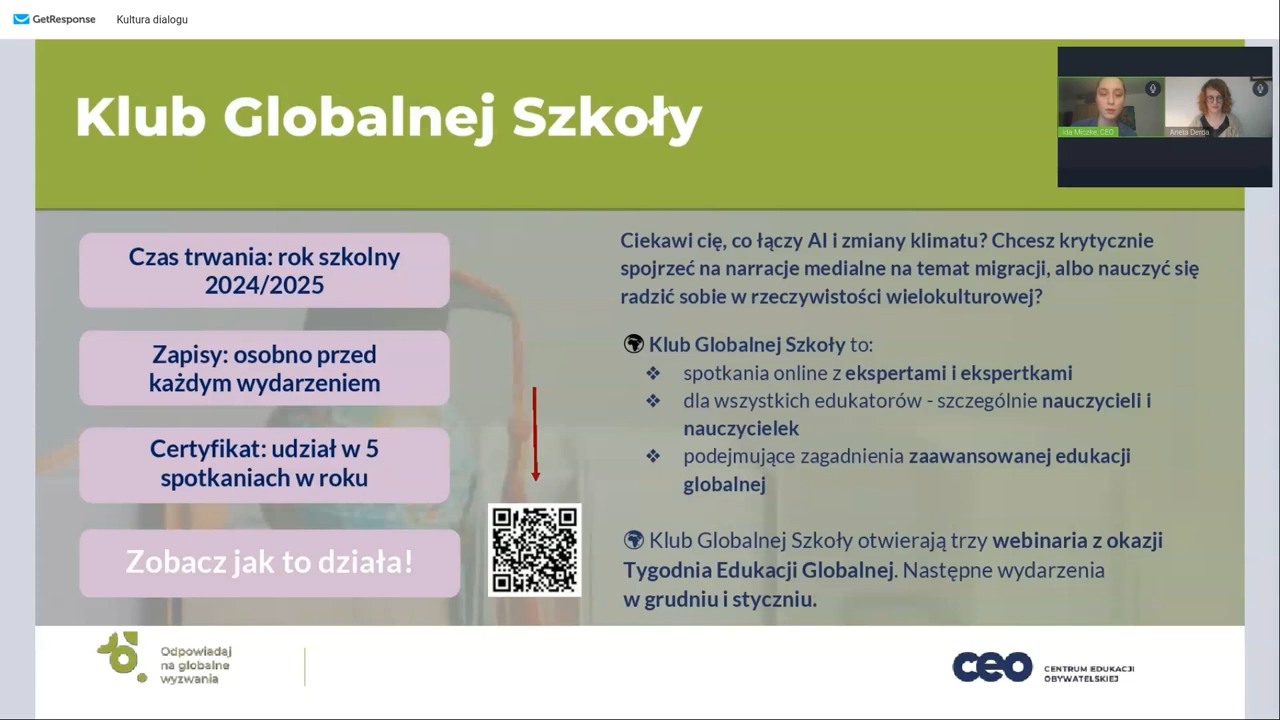 GetResponse
Kultura dialogu
Klub Globalnej Szkoły
Ida Miczke, CEO
Aneta Derda
Czas trwania: rok szkolny
2024/2025
Zapisy: osobno przed
każdym wydarzeniem
Certyfikat: udział w 5
spotkaniach w roku
Zobacz jak to działa!
Ciekawi cię, co łączy AI i zmiany klimatu? Chcesz krytycznie
spojrzeć na narracje medialne na temat migracji, albo nauczyć się
radzić sobie w rzeczywistości wielokulturowej?
Klub Globalnej Szkoły to:
❖ spotkania online z ekspertami i ekspertkami
❖ dla wszystkich edukatorów - szczególnie nauczycieli i
nauczycielek
❖ podejmujące zagadnienia zaawansowanej edukacji
globalnej
Klub Globalnej Szkoły otwierają trzy webinaria z okazji
Tygodnia Edukacji Globalnej. Następne wydarzenia
w grudniu i styczniu.
Odpowiadaj
na globalne
wyzwania
ceo
CENTRUM EDUKACJI
OBYWATELSKIEJ